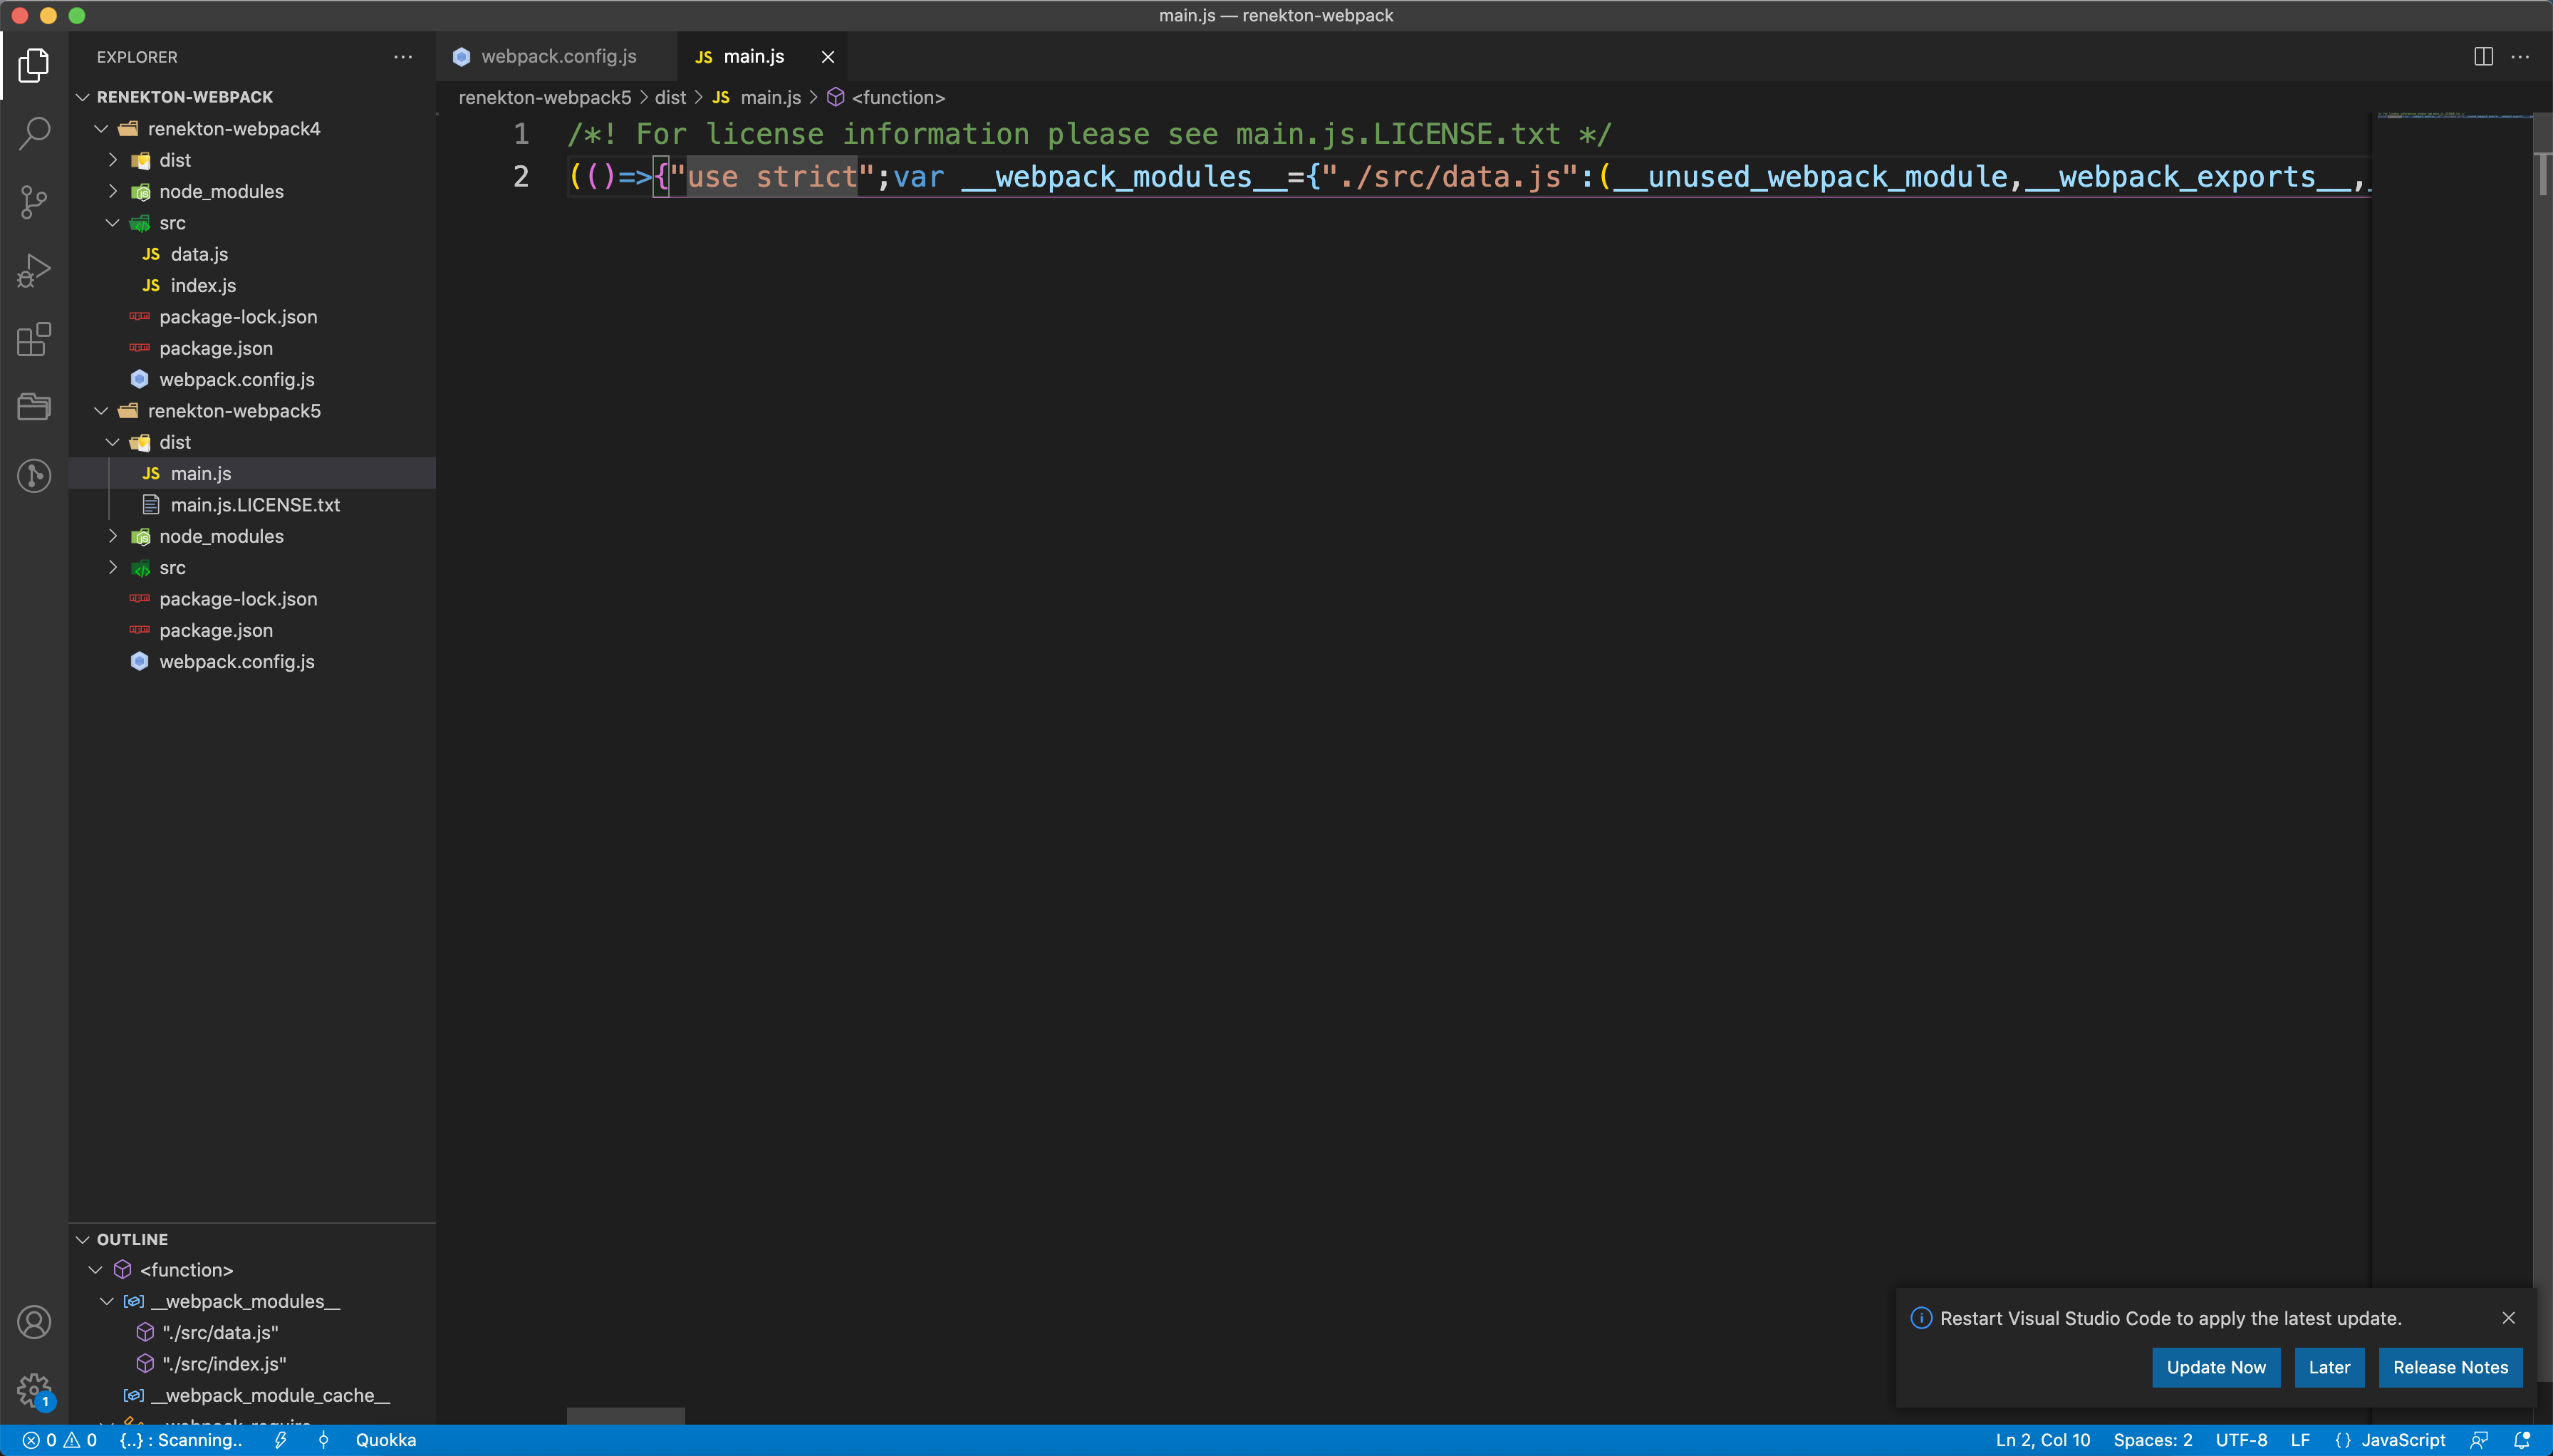 main.js — renekton-webpack
EXPLORER
RENEKTON-WEBPACK
renekton-webpack4
dist
node_modules
src
JS data.js
JS index.js
package-lock.json
package.json
webpack.config.js
renekton-webpack5
dist
JS main.js
main.js.LICENSE.txt
node_modules
src
package-lock.json
package.json
webpack.config.js
OUTLINE
<function>
__webpack_modules__
"./src/data.js"
"./src/index.js"
__webpack_module_cache__
webpack.config.js
JS main.js
renekton-webpack5 > dist > JS main.js > <function>
1 /*! For license information please see main.js.LICENSE.txt */
2 (()=>{"use strict";var __webpack_modules__={"./src/data.js":(__unused_webpack_module,__webpack_exports__,
Restart Visual Studio Code to apply the latest update.
Update Now Later Release Notes
1
0 0 {..} : Scanning.. Quokka Ln 2, Col 10 Spaces: 2 UTF-8 LF {} JavaScript